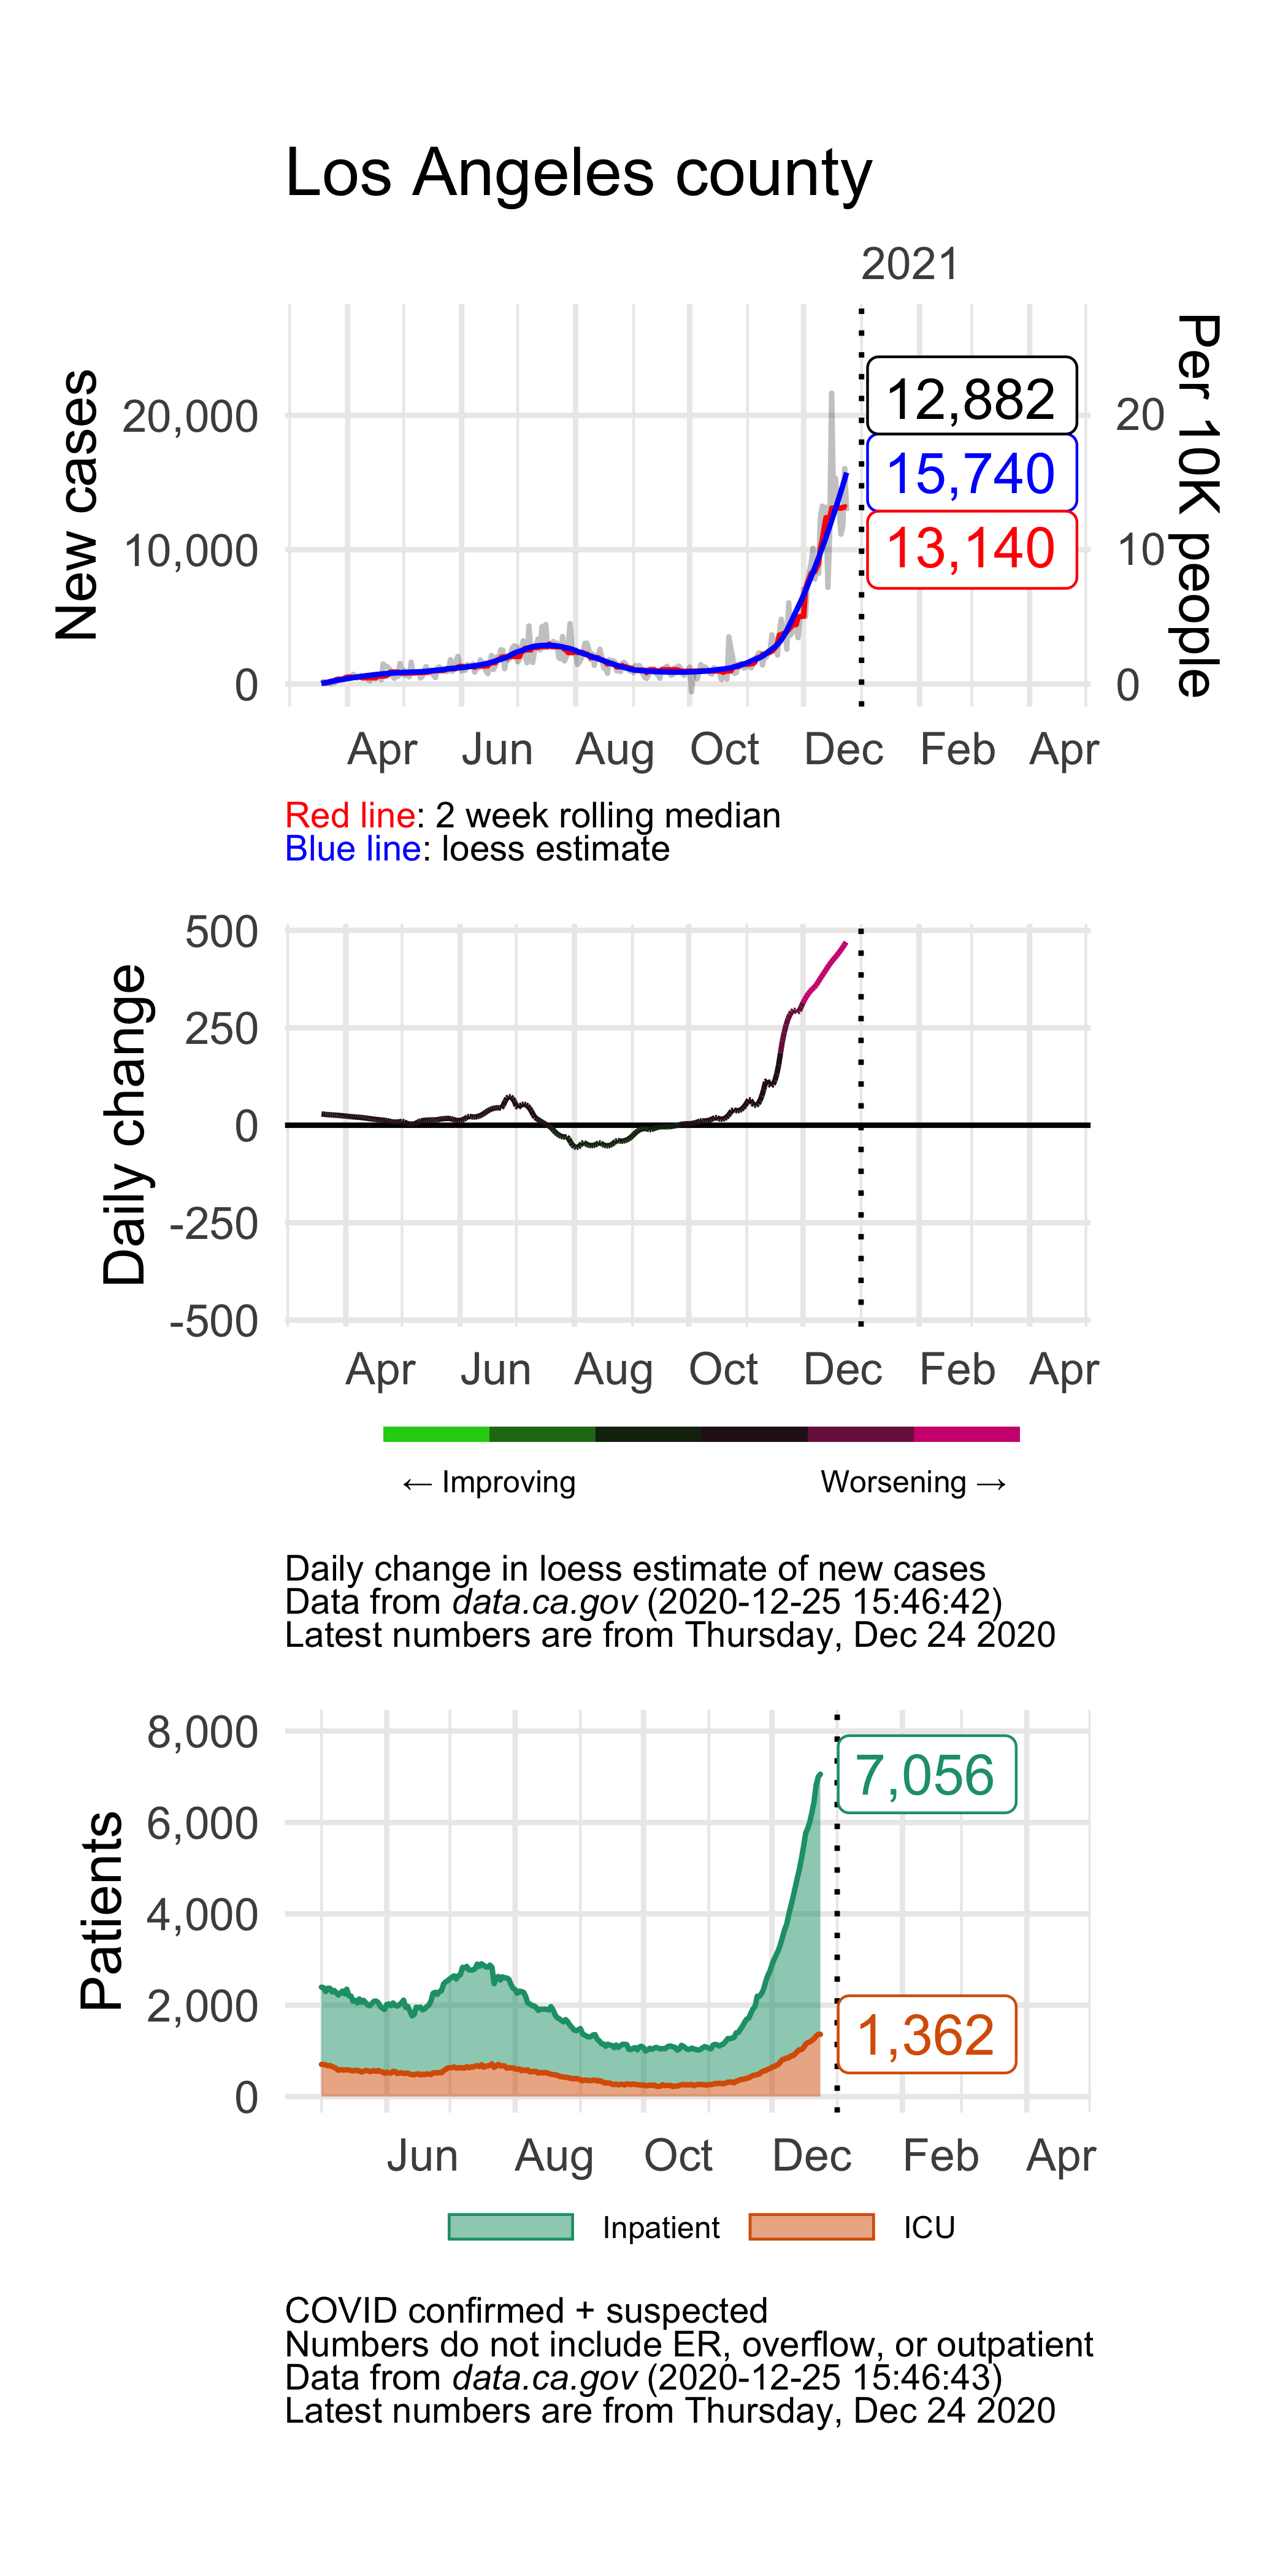 Los Angeles county
2021
New cases
Per 10K people
20,000
10,000
0
20
10
0
12,882
15,740
13,140
Apr Jun Aug Oct Dec Feb Apr
Red line: 2 week rolling median
Blue line: loess estimate
Daily change
500
250
0
-250
-500
Apr Jun Aug Oct Dec Feb Apr
← Improving Worsening →
Daily change in loess estimate of new cases
Data from data.ca.gov (2020-12-25 15:46:42)
Latest numbers are from Thursday, Dec 24 2020
Patients
8,000
6,000
4,000
2,000
0
7,056
1,362
Jun Aug Oct Dec Feb Apr
Inpatient ICU
COVID confirmed + suspected
Numbers do not include ER, overflow, or outpatient
Data from data.ca.gov (2020-12-25 15:46:43)
Latest numbers are from Thursday, Dec 24 2020